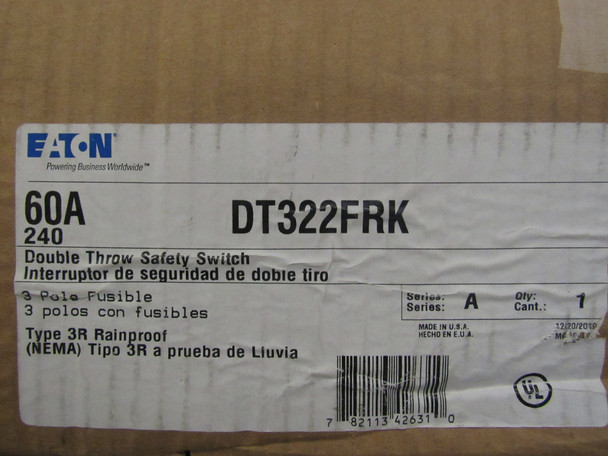 EATON
Powering Business Worldwide™
60A
DT322FRK
240
Double Throw Safety Switch
Interruptor de seguridad de doble tiro
3 Pole Fusible
3 polos con fusibles
Series:
Series: A
Qty:
Cant.: 1
Type 3R Rainproof
(NEMA) Tipo 3R a prueba de Lluvia
MADE IN U.S.A.
HECHO EN E.U.A.
UL
7 82113 42631 0